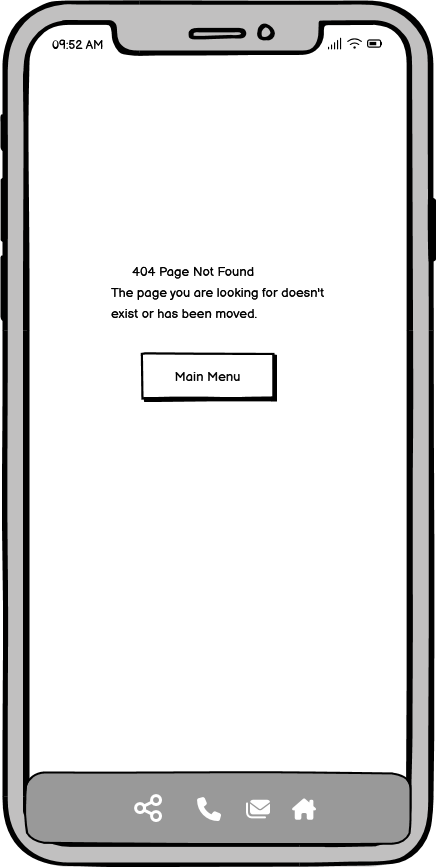 09:52 AM
404 Page Not Found
The page you are looking for doesn't
exist or has been moved.
Main Menu